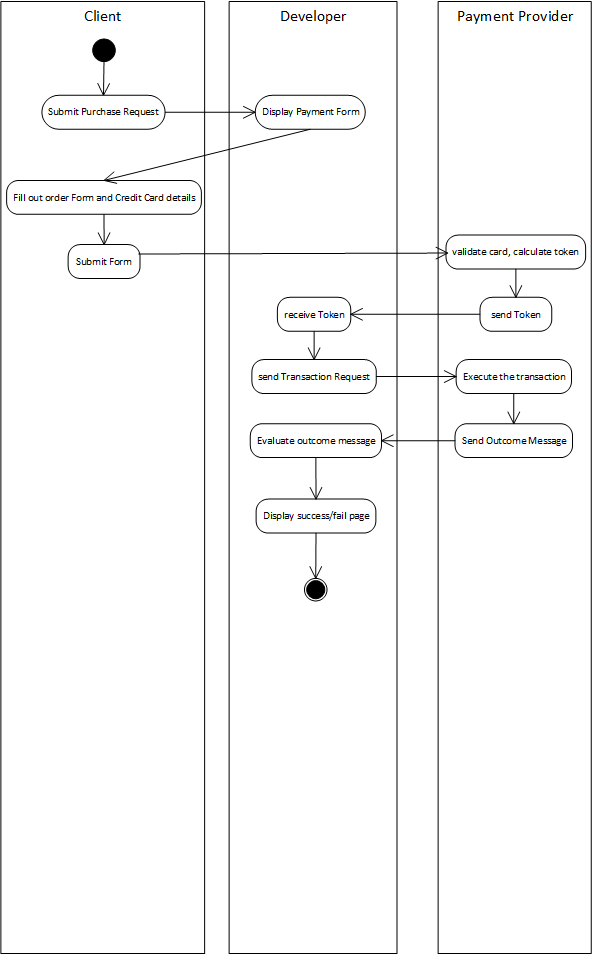 Client
Developer
Payment Provider
Submit Purchase Request
Display Payment Form
Fill out order Form and Credit Card details
Submit Form
validate card, calculate token
receive Token
send Token
send Transaction Request
Execute the transaction
Evaluate outcome message
Send Outcome Message
Display success/fail page